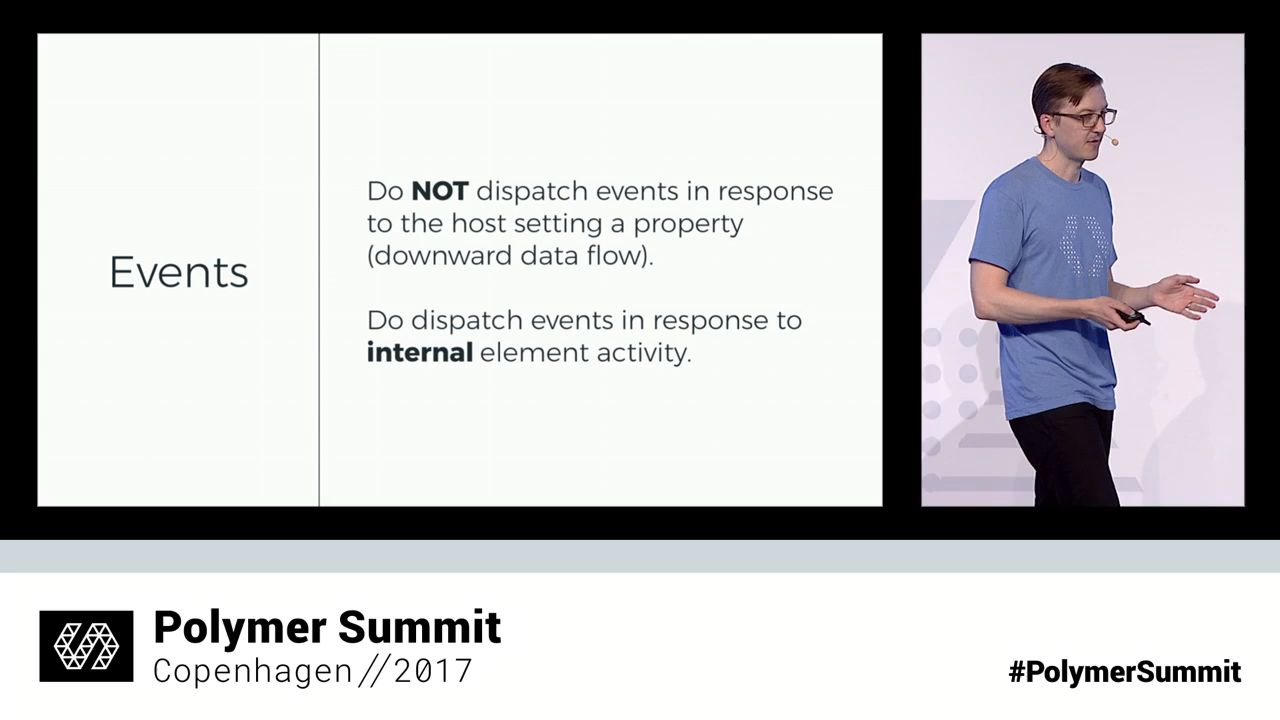 Events
Do NOT dispatch events in response
to the host setting a property
(downward data flow).
Do dispatch events in response to
internal element activity.
Polymer Summit
Copenhagen//2017
#PolymerSummit